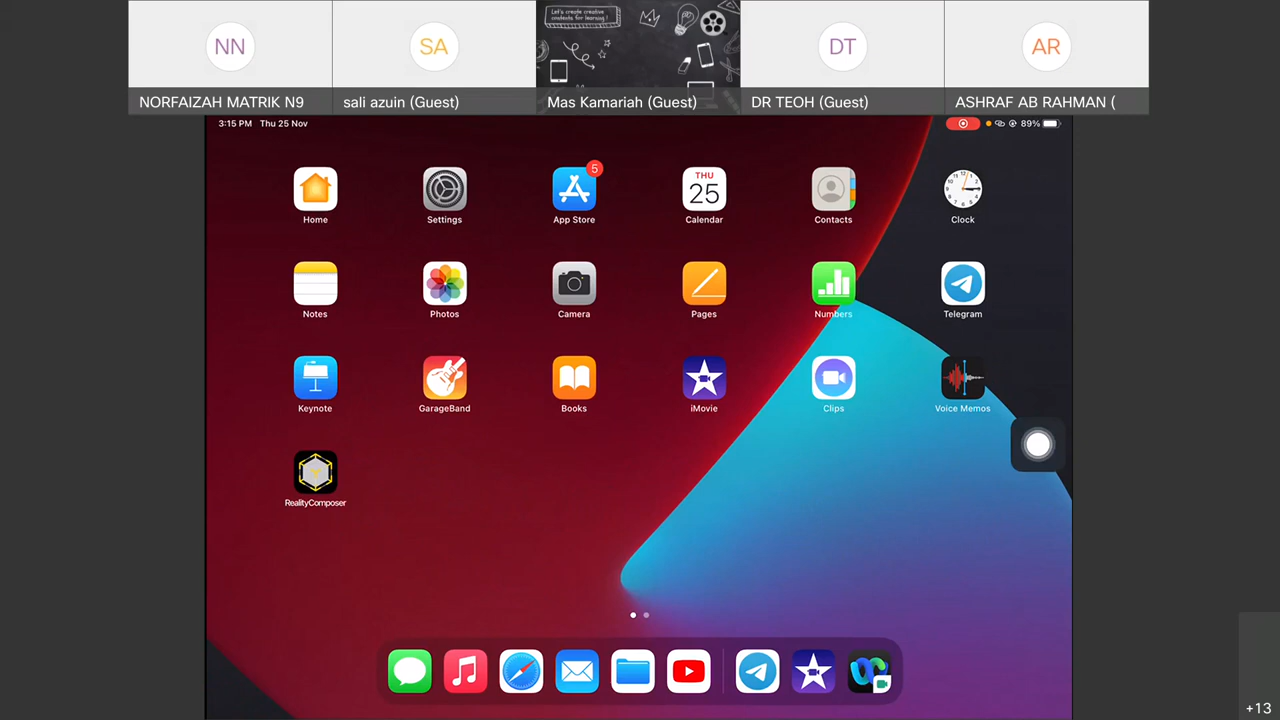 Let's create creative
contents for learning !
NN
SA
DT
AR
NORFAIZAH MATRIK N9
sali azuin (Guest)
Mas Kamariah (Guest)
DR TEOH (Guest)
ASHRAF AB RAHMAN (
3:15 PM Thu 25 Nov
89%
5
THU
25
12
Home
Settings
App Store
Calendar
Contacts
Clock
Notes
Photos
Camera
Pages
Numbers
Telegram
Keynote
GarageBand
Books
iMovie
Clips
Voice Memos
RealityComposer
+13